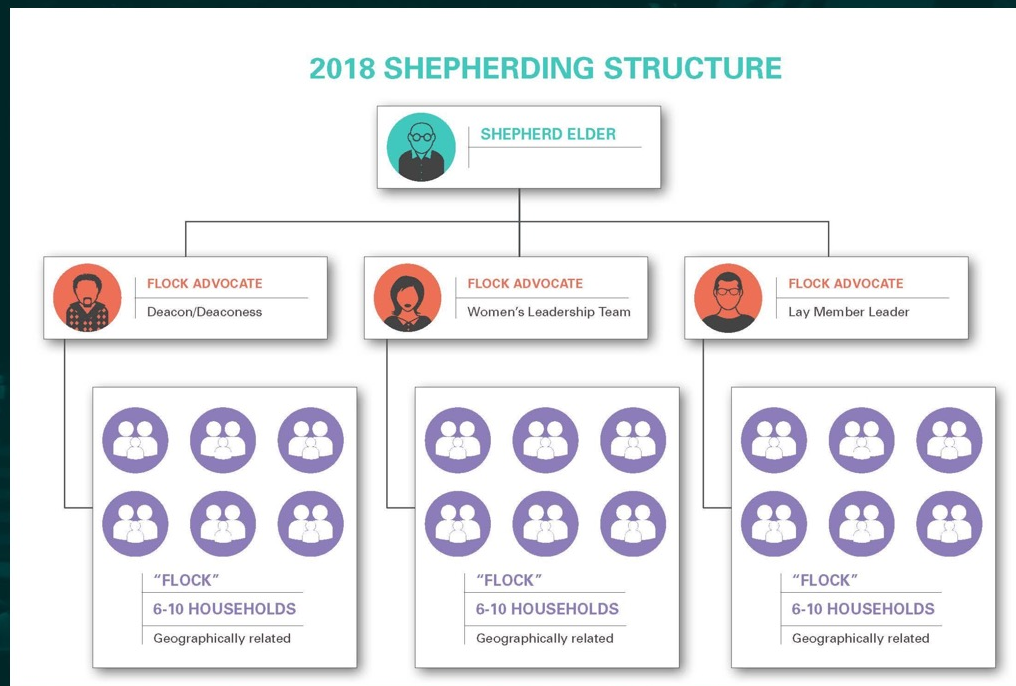 2018 SHEPHERDING STRUCTURE
SHEPHERD ELDER
FLOCK ADVOCATE
Deacon/Deaconess
FLOCK ADVOCATE
Women’s Leadership Team
FLOCK ADVOCATE
Lay Member Leader
“FLOCK”
6-10 HOUSEHOLDS
Geographically related
“FLOCK”
6-10 HOUSEHOLDS
Geographically related
“FLOCK”
6-10 HOUSEHOLDS
Geographically related